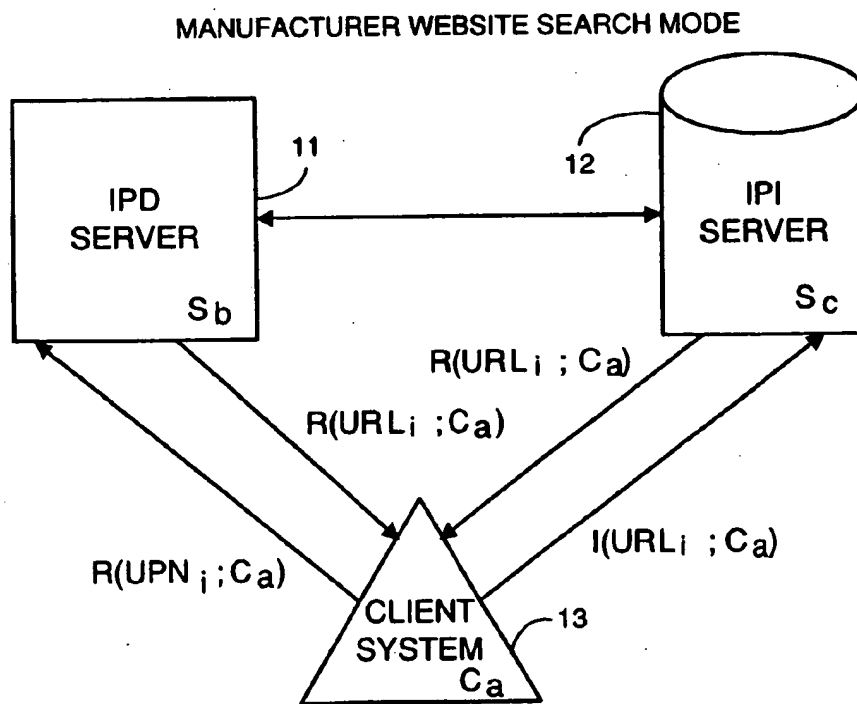 MANUFACTURER WEBSITE SEARCH MODE
11
12
IPD
SERVER
Sb
IPI
SERVER
Sc
R(URLi ;Ca)
R(URLi ;Ca)
R(UPNi ;Ca)
I(URLi ;Ca)
CLIENT
SYSTEM
Ca
13